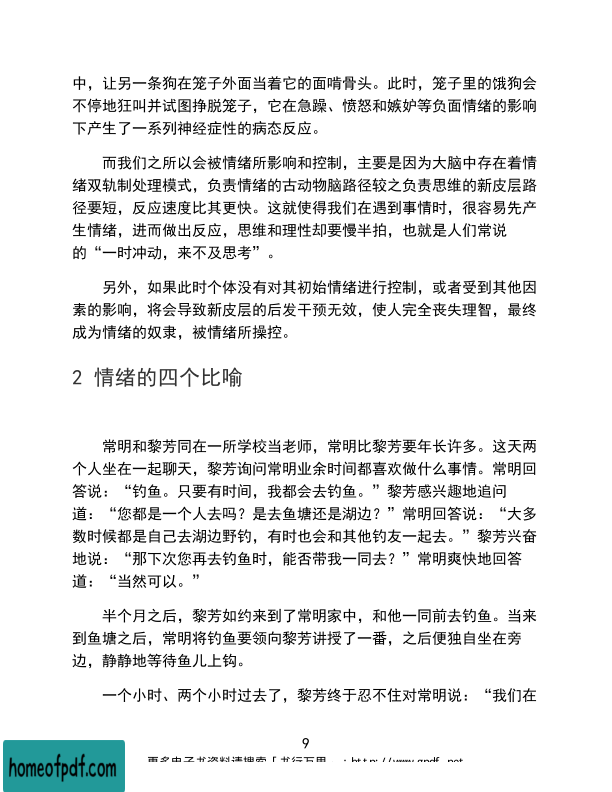 中，让另一条狗在笼子外面当着它的面啃骨头。此时，笼子里的饿狗会
不停地狂叫并试图挣脱笼子，它在急躁、愤怒和嫉妒等负面情绪的影响
下产生了一系列神经症性的病态反应。
而我们之所以会被情绪所影响和控制，主要是因为大脑中存在着情
绪双轨制处理模式，负责情绪的古动物脑路径较之负责思维的新皮层路
径要短，反应速度比其更快。这就使得我们在遇到事情时，很容易先产
生情绪，进而做出反应，思维和理性却要慢半拍，也就是人们常说
的“一时冲动，来不及思考”。
另外，如果此时个体没有对其初始情绪进行控制，或者受到其他因
素的影响，将会导致新皮层的后发干预无效，使人完全丧失理智，最终
成为情绪的奴隶，被情绪所操控。
2 情绪的四个比喻
常明和黎芳同在一所学校当老师，常明比黎芳要年长许多。这天两
个人坐在一起聊天，黎芳询问常明业余时间都喜欢做什么事情。常明回
答说：“钓鱼。只要有时间，我都会去钓鱼。”黎芳感兴趣地追问
道：“您都是一个人去吗？是去鱼塘还是湖边？”常明回答说：“大多
数时候都是自己去湖边野钓，有时也会和其他钓友一起去。”黎芳兴奋
地说：“那下次您再去钓鱼时，能否带我一同去？”常明爽快地回答
道：“当然可以。”
半个月之后，黎芳如约来到了常明家中，和他一同前去钓鱼。当来
到鱼塘之后，常明将钓鱼要领向黎芳讲授了一番，之后便独自坐在旁
边，静静地等待鱼儿上钩。
一个小时、两个小时过去了，黎芳终于忍不住对常明说：“我们在
9
homeofpdf.com